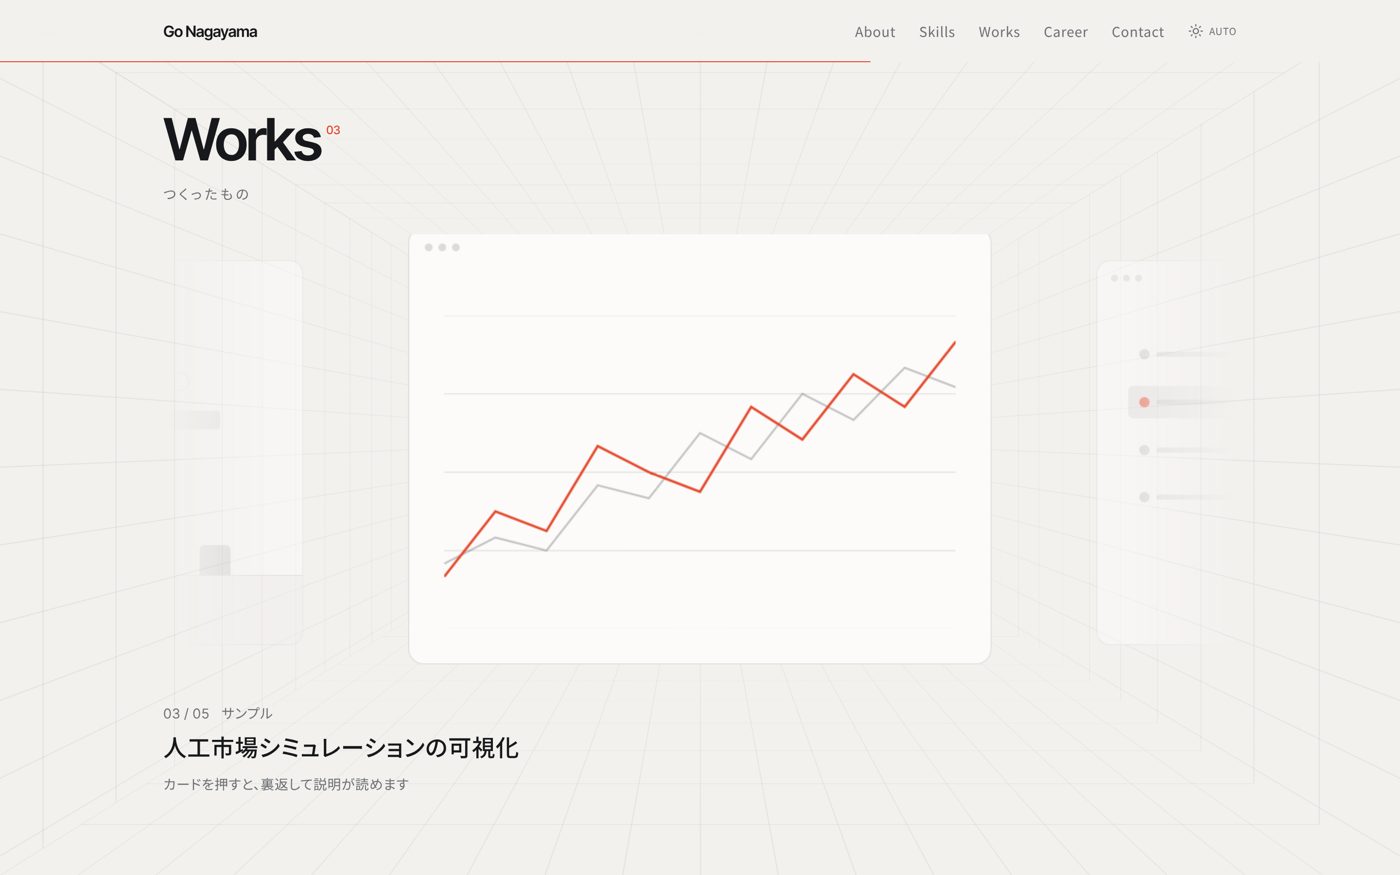 Go Nagayama
About Skills Works Career Contact AUTO
Works 03
つくったもの
03 / 05 サンプル
人工市場シミュレーションの可視化
カードを押すと、裏返して説明が読めます